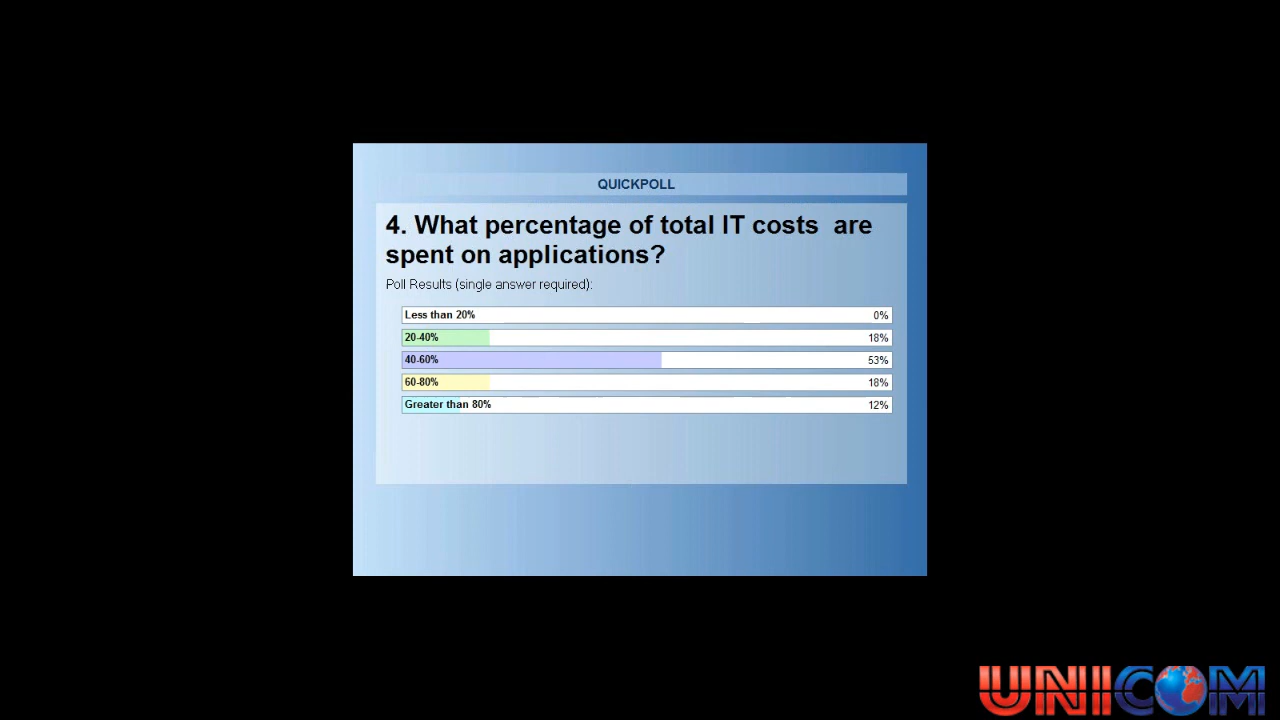 QUICKPOLL
4. What percentage of total IT costs are
spent on applications?
Poll Results (single answer required):
Less than 20% 0%
20-40% 18%
40-60% 53%
60-80% 18%
Greater than 80% 12%
UNICOM